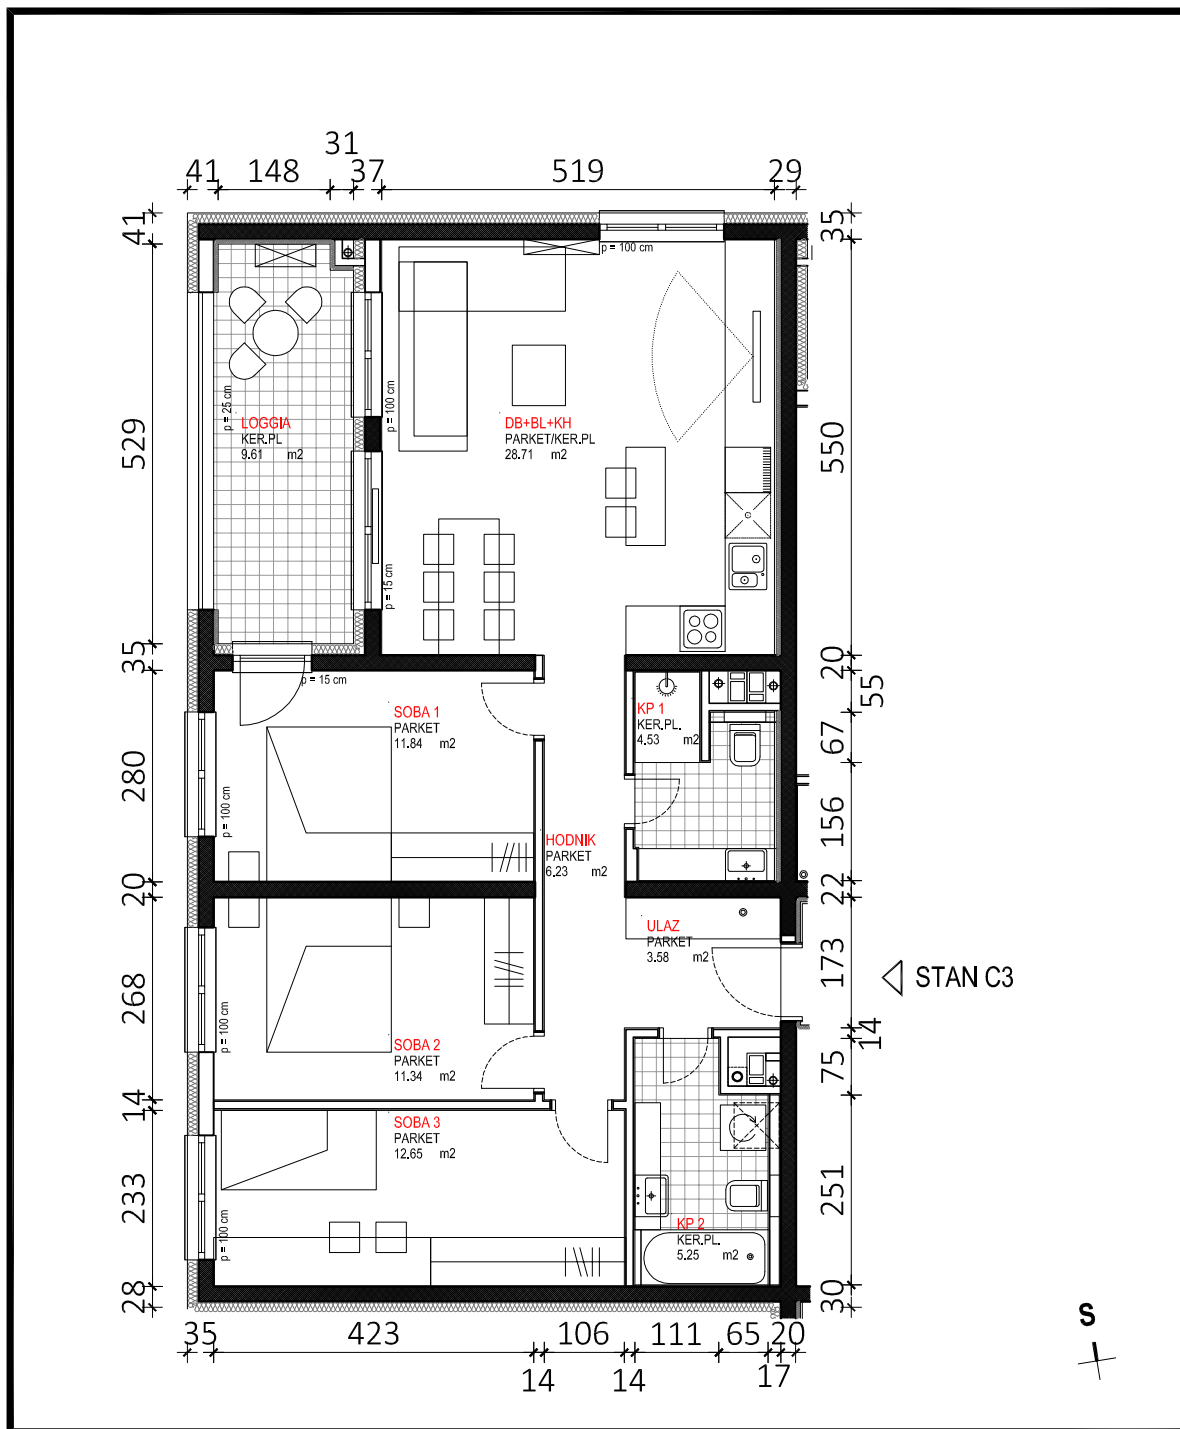 31
41 148 37 519 29
41
35
p = 100 cm
p = 25 cm
p = 100 cm
LOGGIA
KER.PL
9.61 m2
DB+BL+KH
PARKET/KER.PL
28.71 m2
529
550
p = 15 cm
35
20
p = 15 cm
55
SOBA 1
PARKET
11.84 m2
KP 1
KER.PL.
4.53 m2
67
280
p = 100 cm
156
HODNIK
PARKET
6.23 m2
20
22
ULAZ
PARKET
3.58 m2
173
STAN C3
268
p = 100 cm
14
SOBA 2
PARKET
11.34 m2
75
14
SOBA 3
PARKET
12.65 m2
233
251
p = 100 cm
KP 2
KER.PL.
5.25 m2
28
30
35 423 106 111 65 20
14 14 17
S